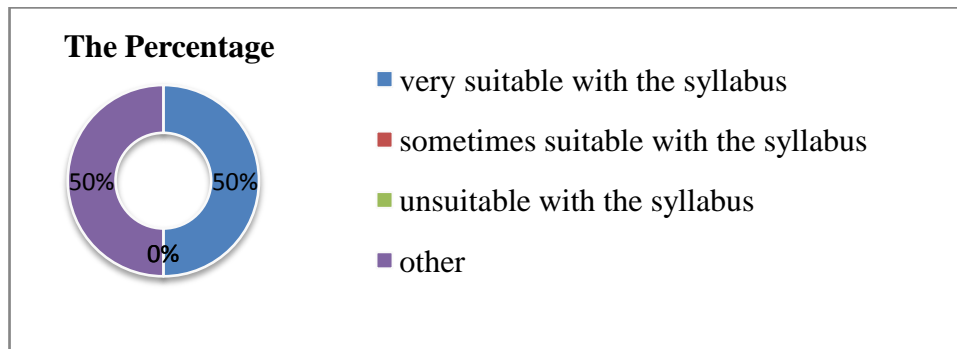 The Percentage
very suitable with the syllabus
50%
50%
sometimes suitable with the syllabus
unsuitable with the syllabus
0%
other